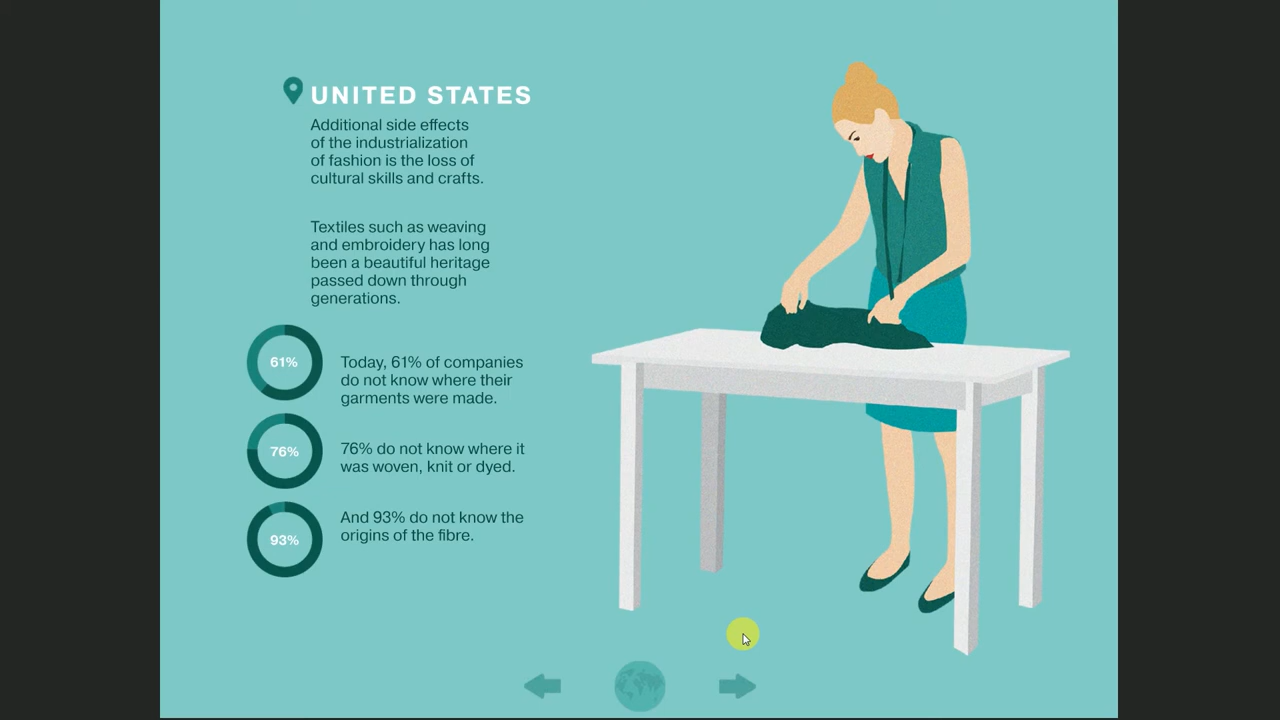 UNITED STATES
Additional side effects
of the industrialization
of fashion is the loss of
cultural skills and crafts.
Textiles such as weaving
and embroidery has long
been a beautiful heritage
passed down through
generations.
61%
Today, 61% of companies
do not know where their
garments were made.
76%
76% do not know where it
was woven, knit or dyed.
93%
And 93% do not know the
origins of the fibre.